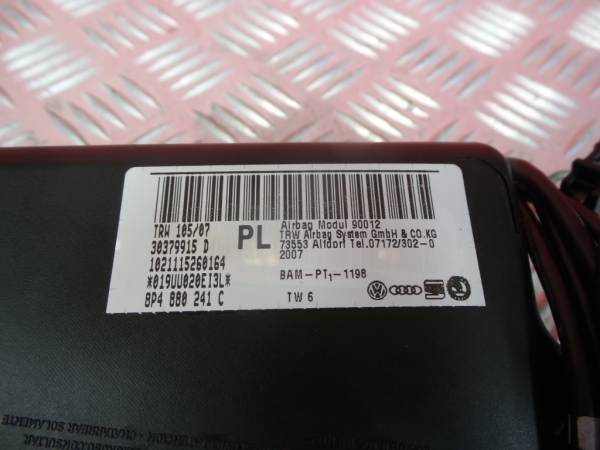 TRW 105/07
30379915 D
1021115260164
*019UU020EI3L*
8P4 880 241 C
PL
Airbag Modul 90012
TRW Airbag System GmbH & CO.KG
73553 Alfdorf Tel.07172/302-0
2007
BAM-PT1-1198
TW 6